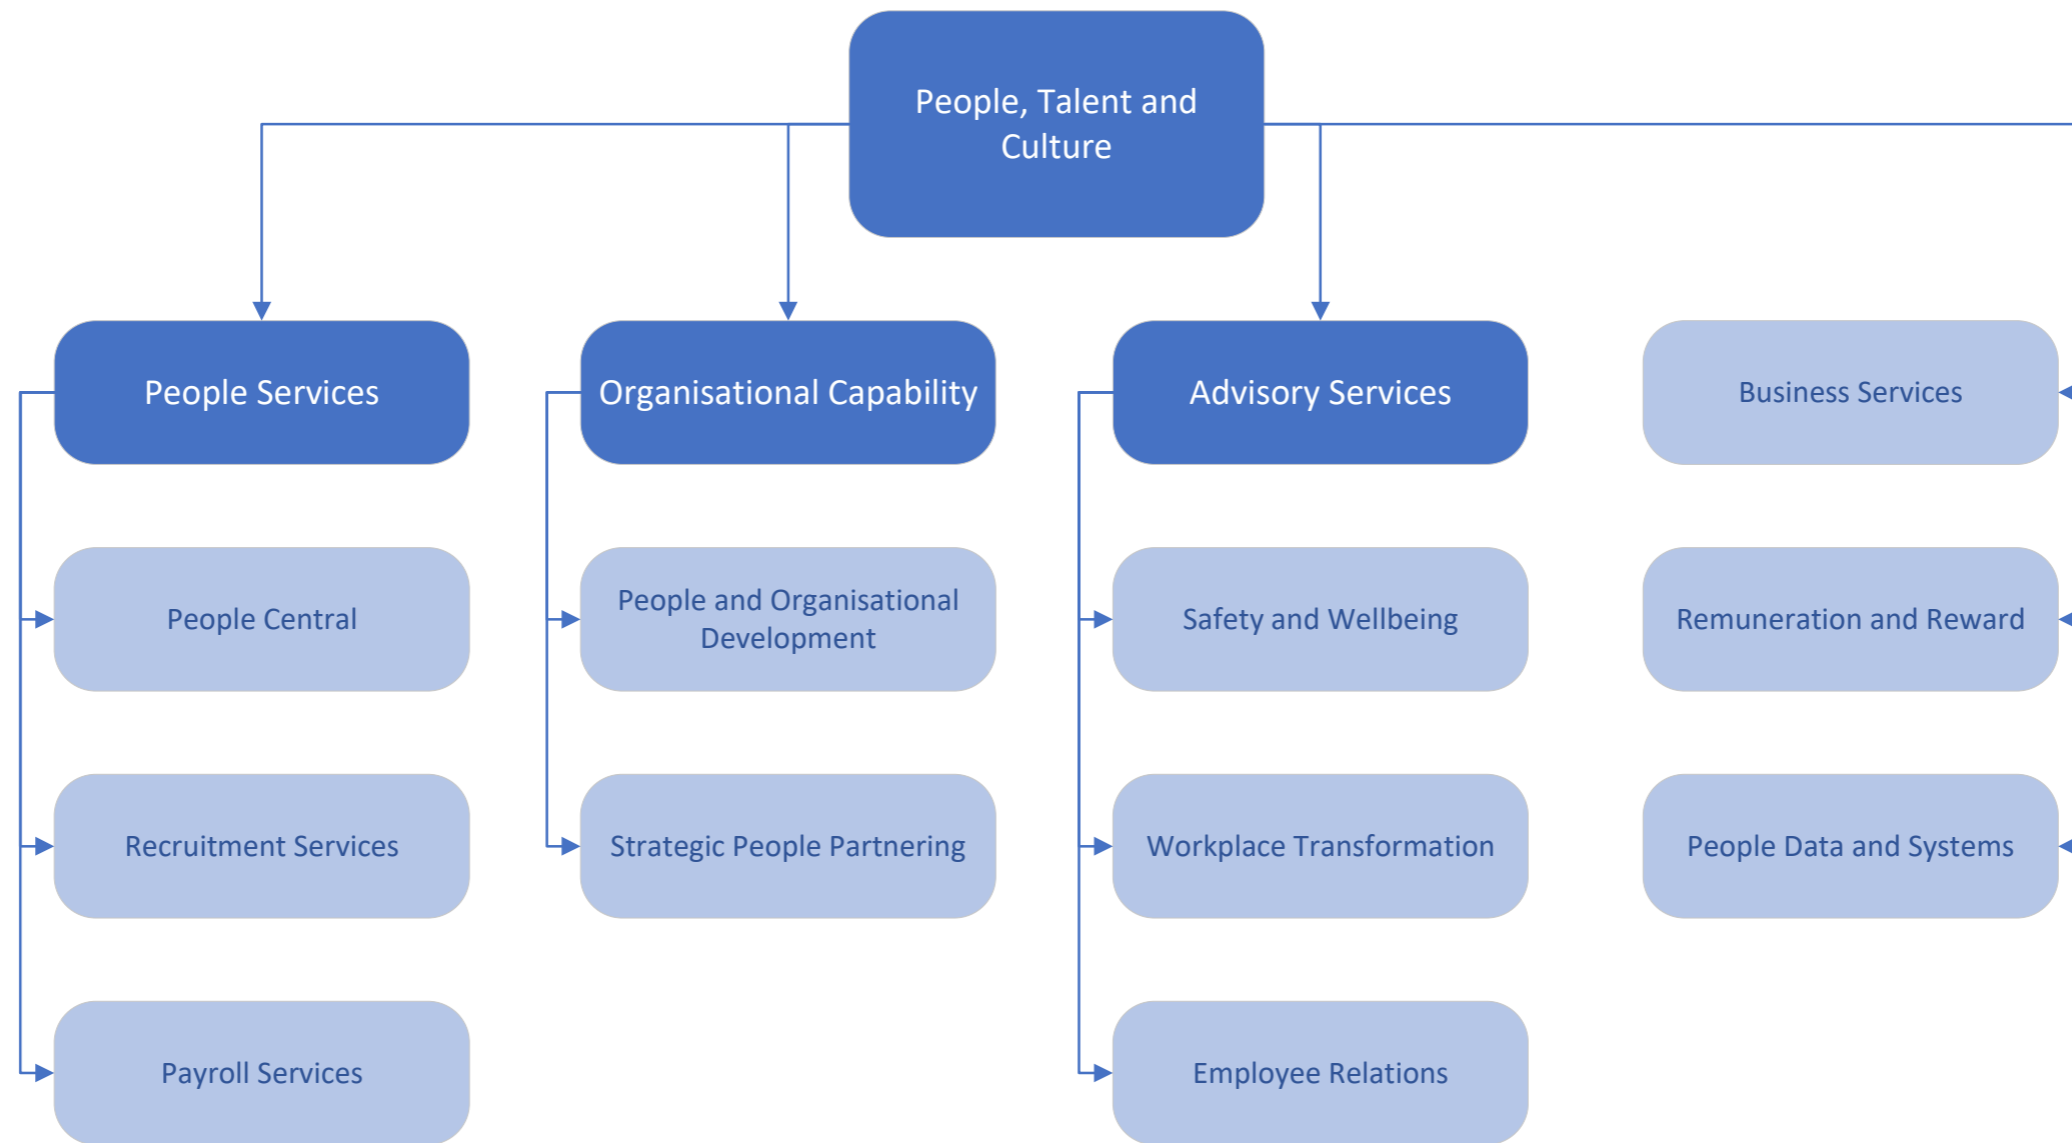 People, Talent and
Culture
People Services
Organisational Capability
Advisory Services
Business Services
People Central
People and Organisational
Development
Safety and Wellbeing
Remuneration and Reward
Recruitment Services
Strategic People Partnering
Workplace Transformation
People Data and Systems
Payroll Services
Employee Relations